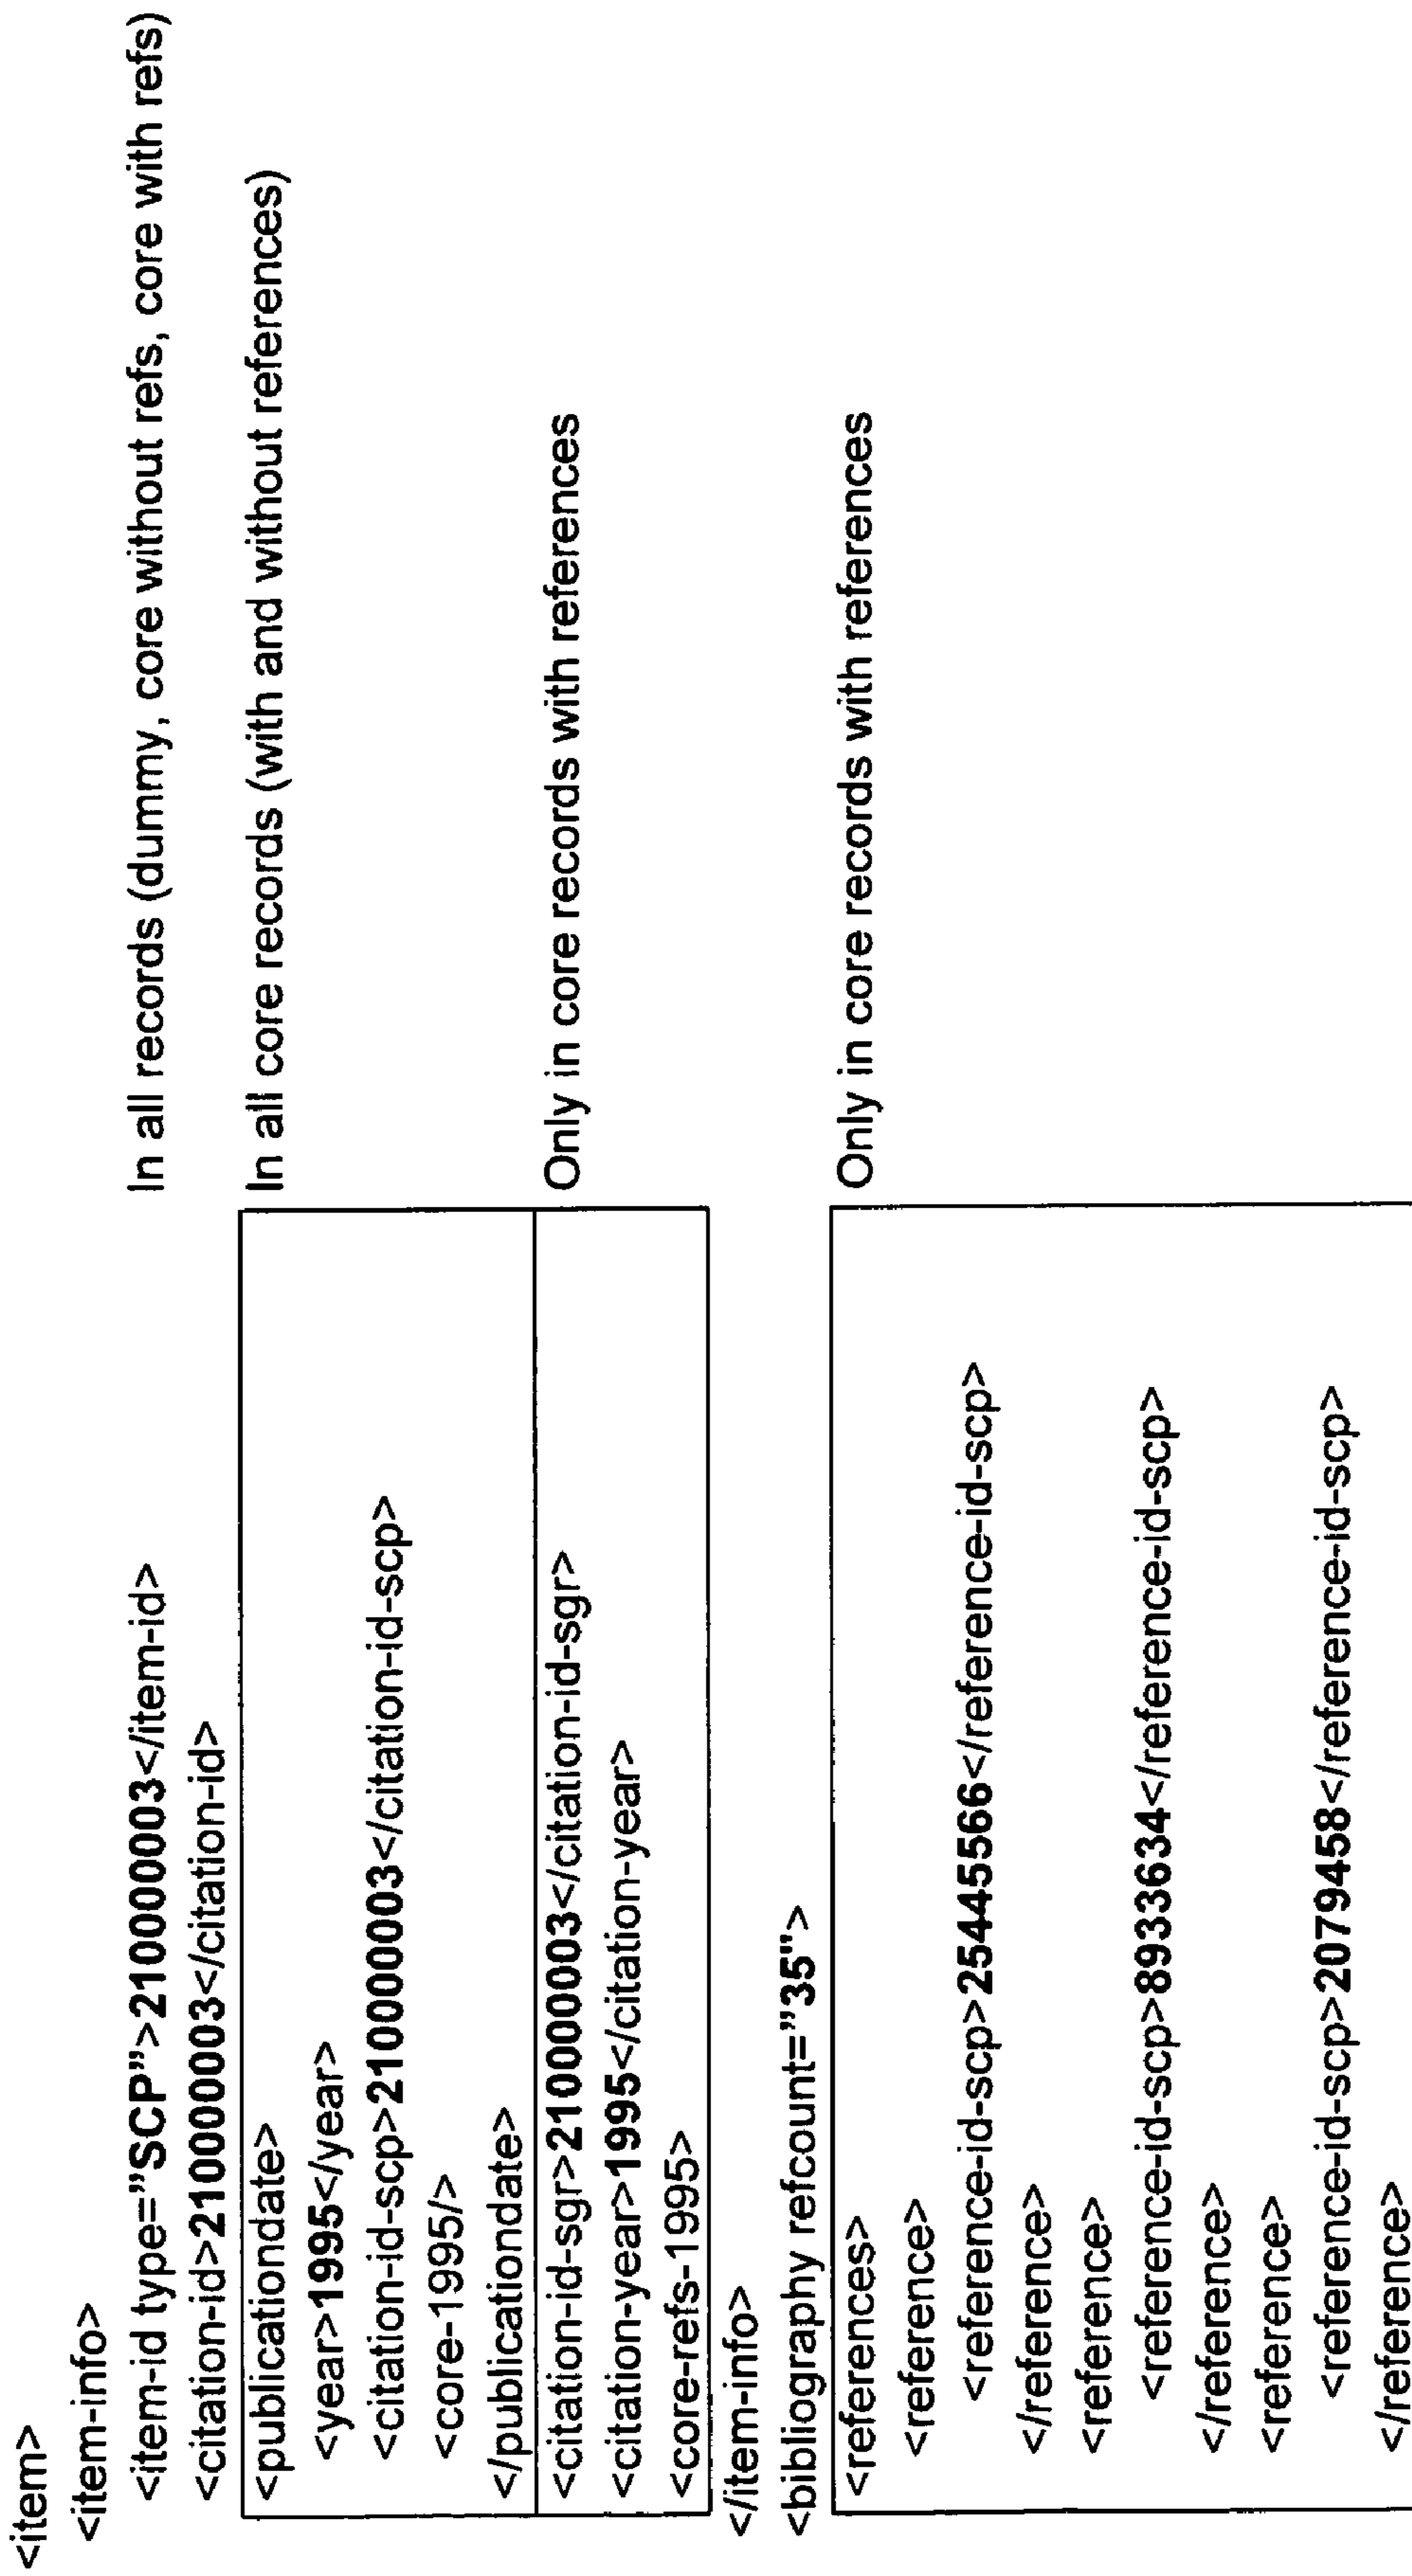 <item>
<item-info>
<item-id type=”SCP”>21000003</item-id> In all records (dummy, core without refs, core with refs)
<citation-id>21000003</citation-id>
<publicationdate> In all core records (with and without references)
<year>1995</year>
<citation-id-scp>21000003</citation-id-scp>
<core-1995/>
</publicationdate>
<citation-id-sgr>21000003</citation-id-sgr> Only in core records with references
<citation-year>1995</citation-year>
<core-refs-1995>
</item-info>
<bibliography refcount=”35”>
<references> Only in core records with references
<reference>
<reference-id-scp>25445566</reference-id-scp>
</reference>
<reference>
<reference-id-scp>8933634</reference-id-scp>
</reference>
<reference>
<reference-id-scp>2079458</reference-id-scp>
</reference>